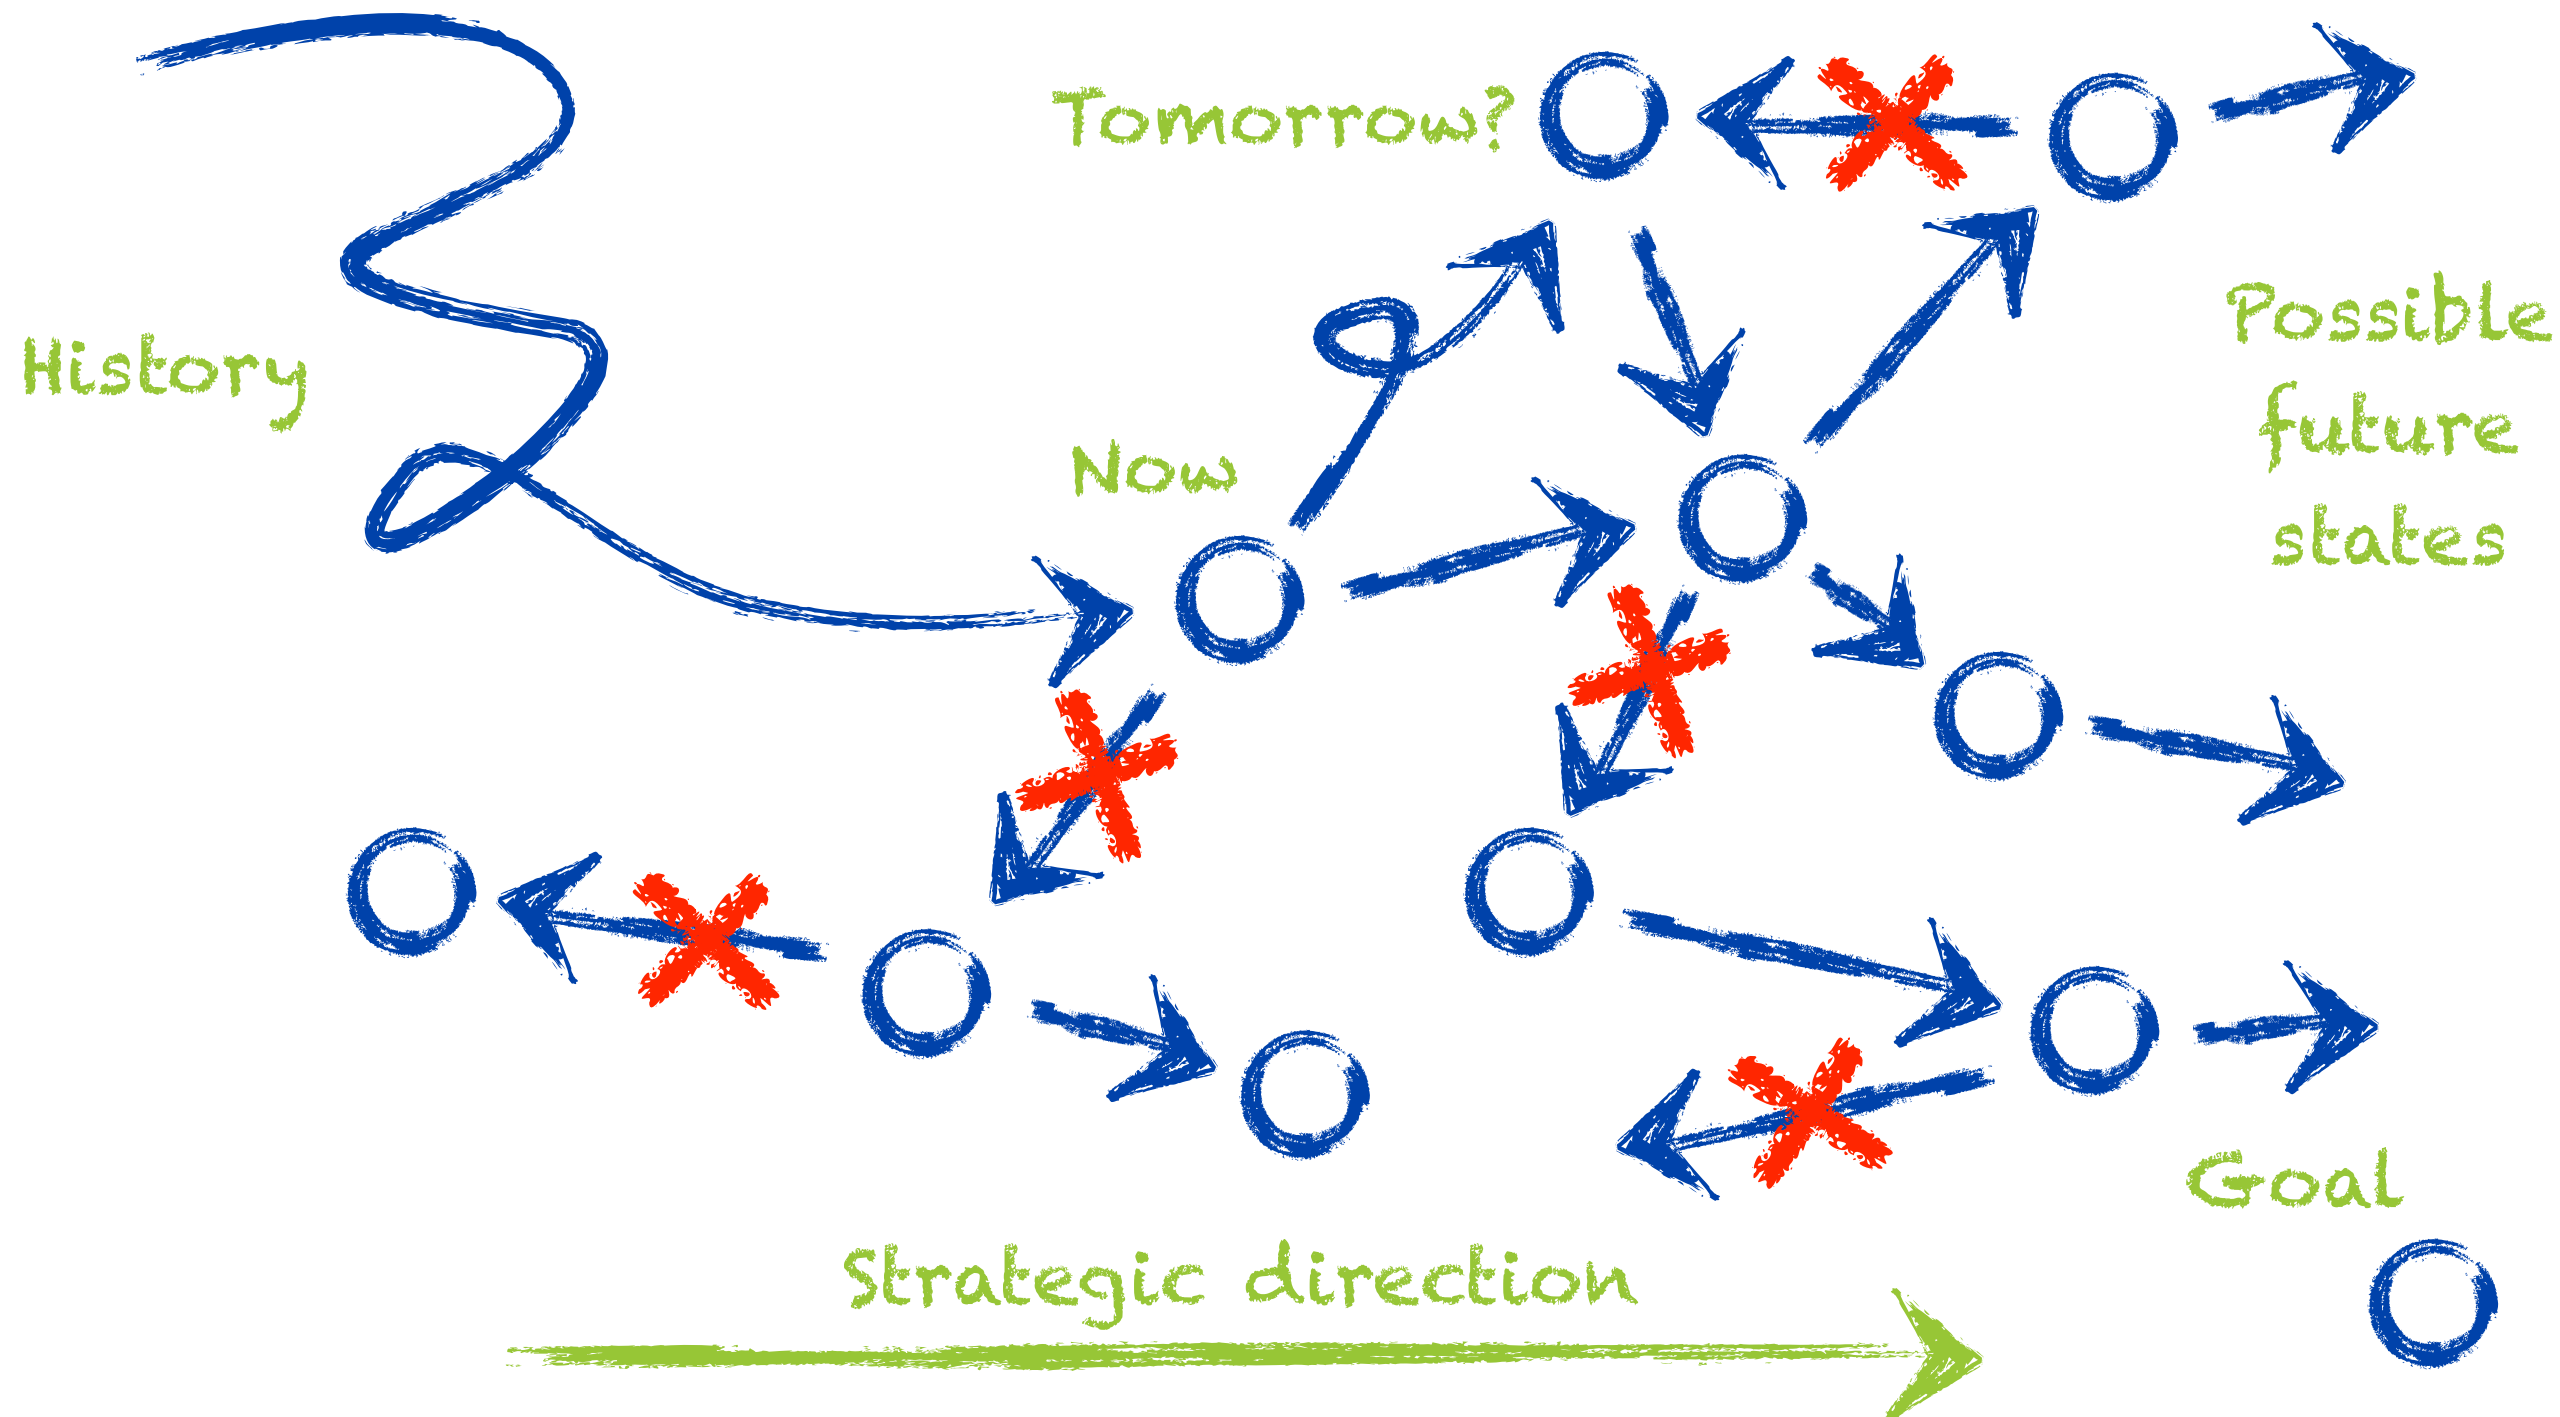 Tomorrow?
History
Now
Possible
future
states
Goal
Strategic direction